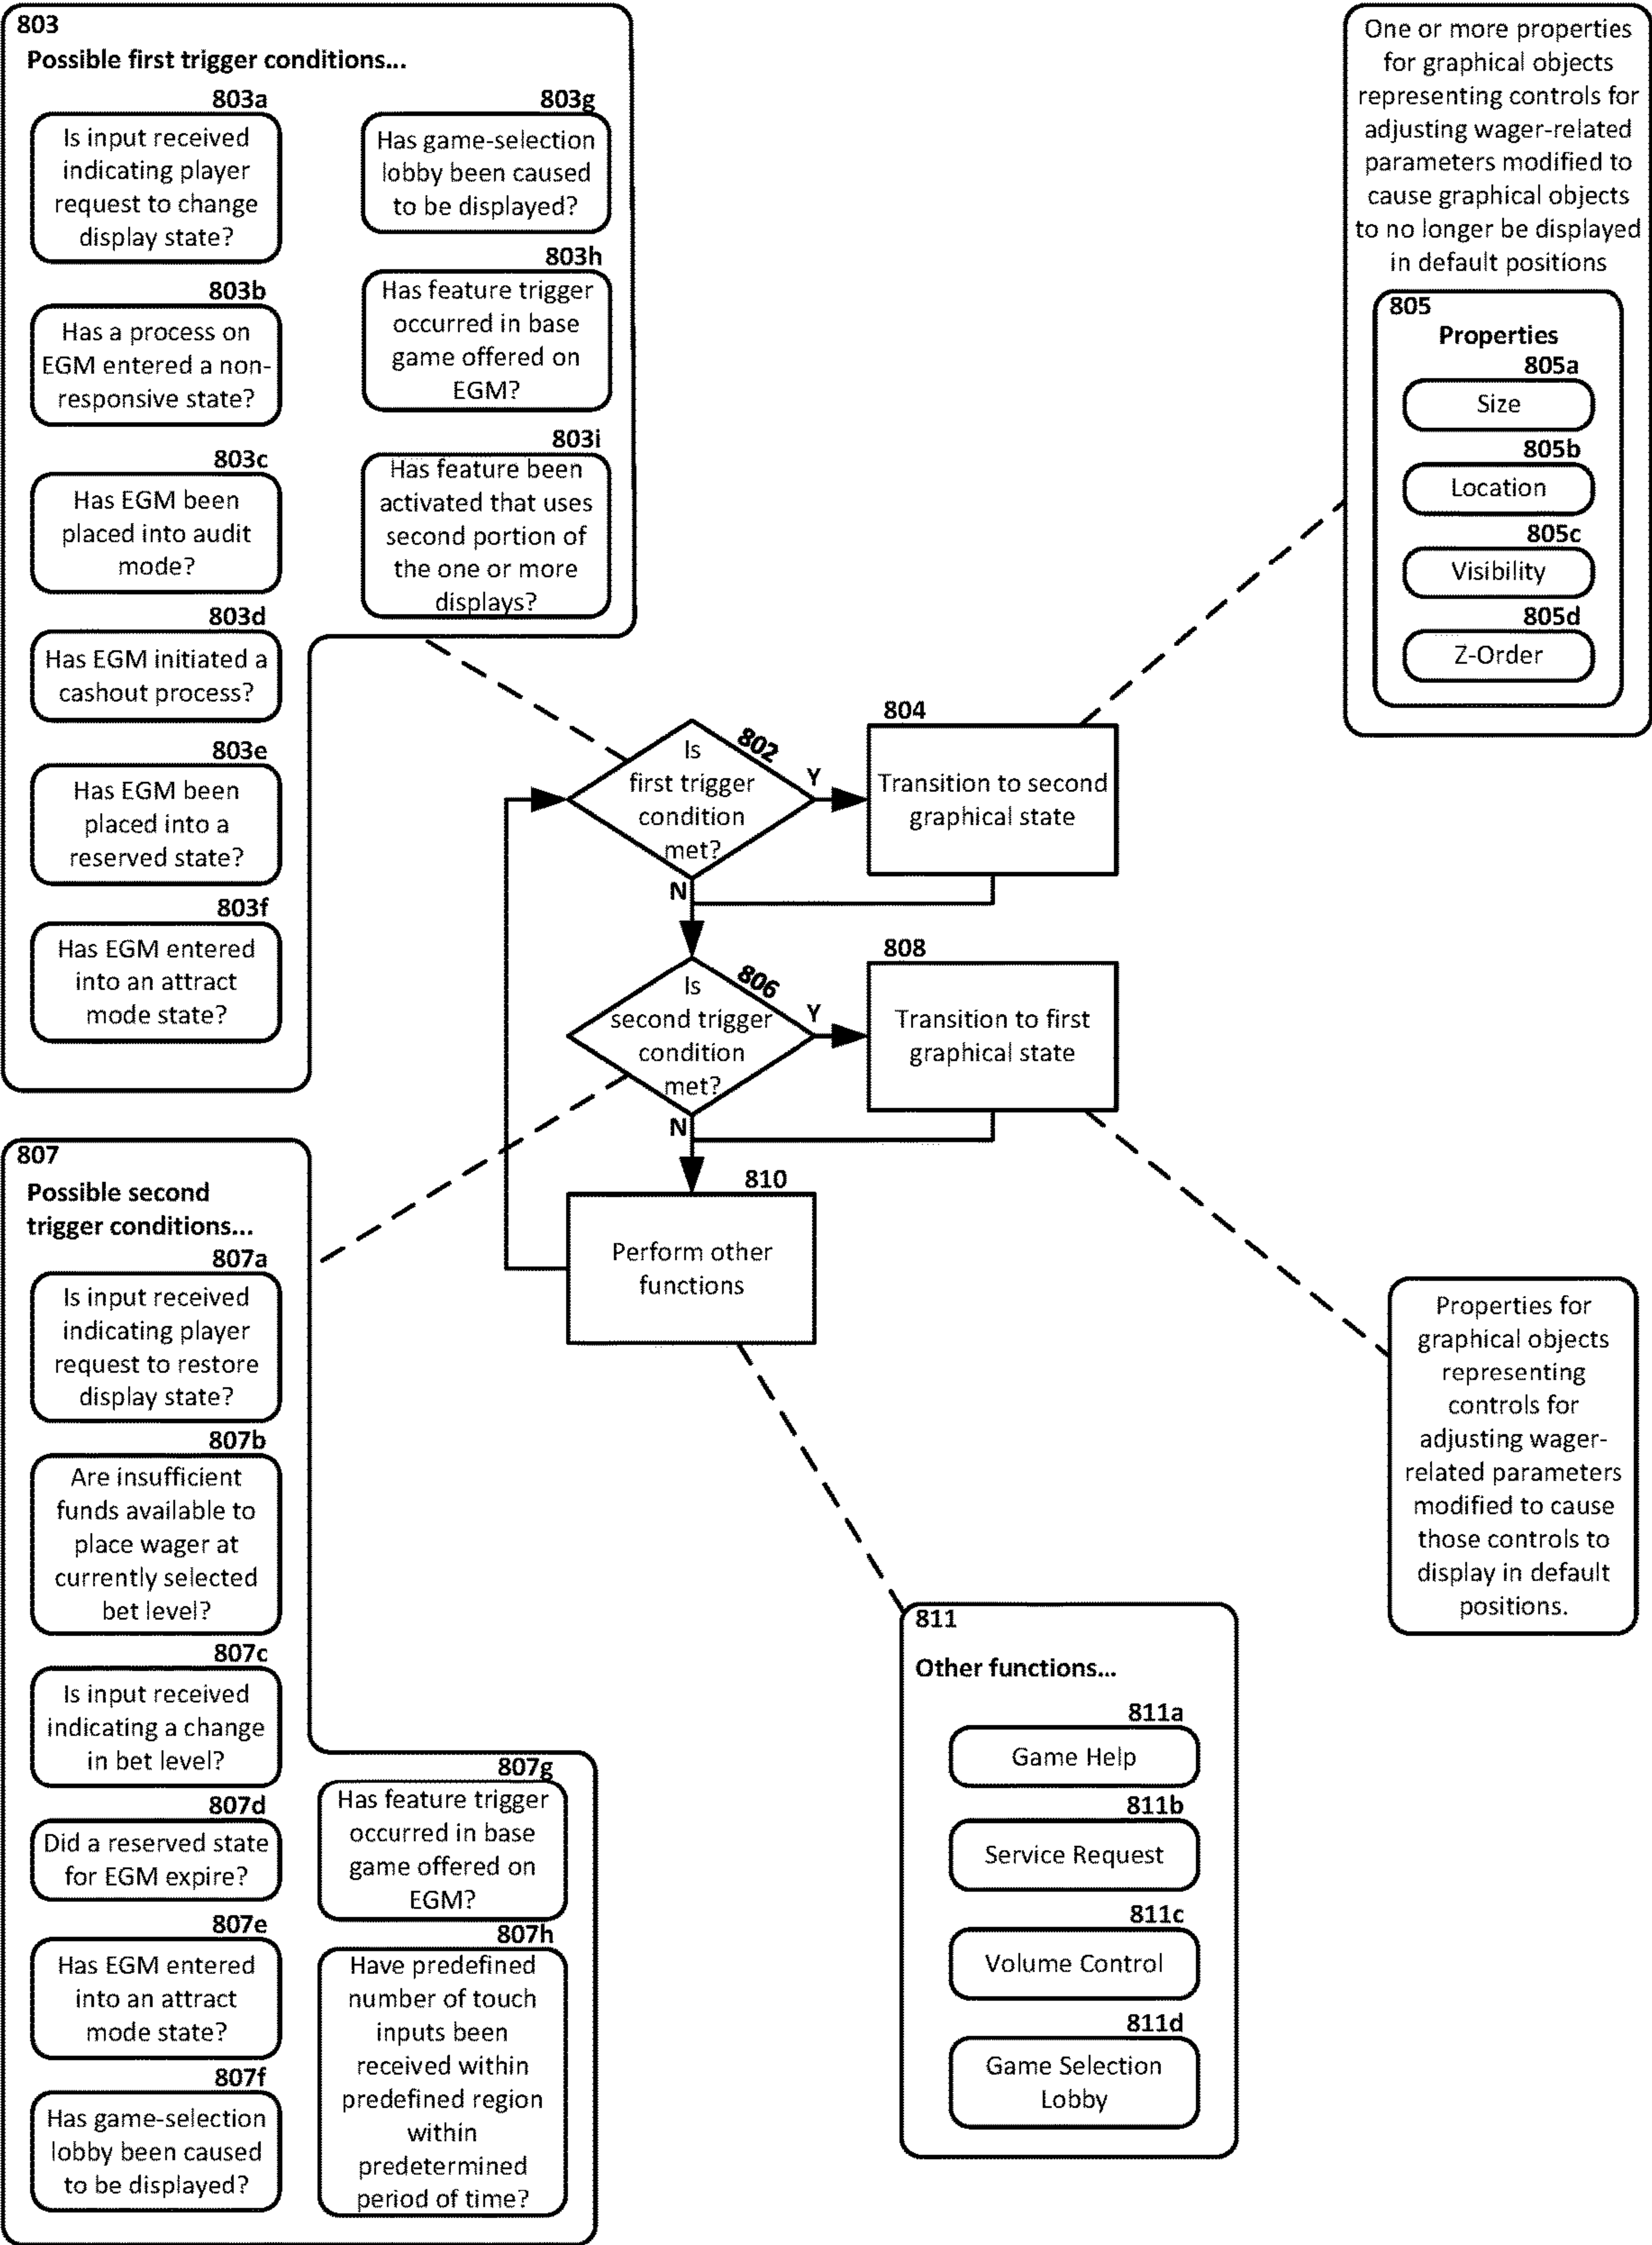 803
Possible first trigger conditions...
803a
Is input received
indicating player
request to change
display state?
803b
Has a process on
EGM entered a non-
responsive state?
803c
Has EGM been
placed into audit
mode?
803d
Has EGM initiated a
cashout process?
803e
Has EGM been
placed into a
reserved state?
803f
Has EGM entered
into an attract
mode state?
803g
Has game-selection
lobby been caused
to be displayed?
803h
Has feature trigger
occurred in base
game offered on
EGM?
803i
Has feature been
activated that uses
second portion of
the one or more
displays?
One or more properties
for graphical objects
representing controls for
adjusting wager-related
parameters modified to
cause graphical objects
to no longer be displayed
in default positions
805
Properties
805a
Size
805b
Location
805c
Visibility
805d
Z-Order
802
Is
first trigger
condition
met?
Y
N
804
Transition to second
graphical state
806
Is
second trigger
condition
met?
Y
N
808
Transition to first
graphical state
810
Perform other
functions
807
Possible second
trigger conditions...
807a
Is input received
indicating player
request to restore
display state?
807b
Are insufficient
funds available to
place wager at
currently selected
bet level?
807c
Is input received
indicating a change
in bet level?
807d
Did a reserved state
for EGM expire?
807e
Has EGM entered
into an attract
mode state?
807f
Has game-selection
lobby been caused
to be displayed?
807g
Has feature trigger
occurred in base
game offered on
EGM?
807h
Have predefined
number of touch
inputs been
received within
predefined region
within
predetermined
period of time?
Properties for
graphical objects
representing
controls for
adjusting wager-
related parameters
modified to cause
those controls to
display in default
positions.
811
Other functions...
811a
Game Help
811b
Service Request
811c
Volume Control
811d
Game Selection
Lobby